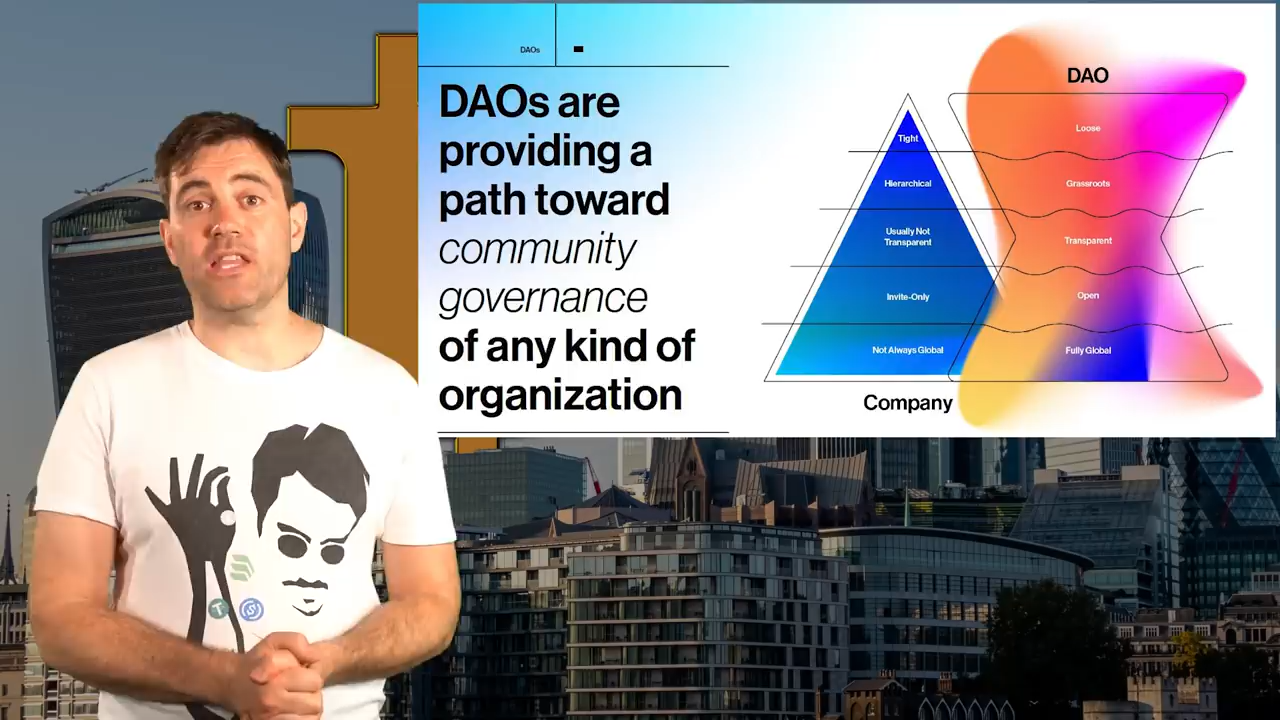 DAOs
DAOs are
providing a
path toward
community
governance
of any kind of
organization
DAO
Tight
Loose
Hierarchical
Grassroots
Usually Not
Transparent
Transparent
Invite-Only
Open
Not Always Global
Fully Global
Company
T